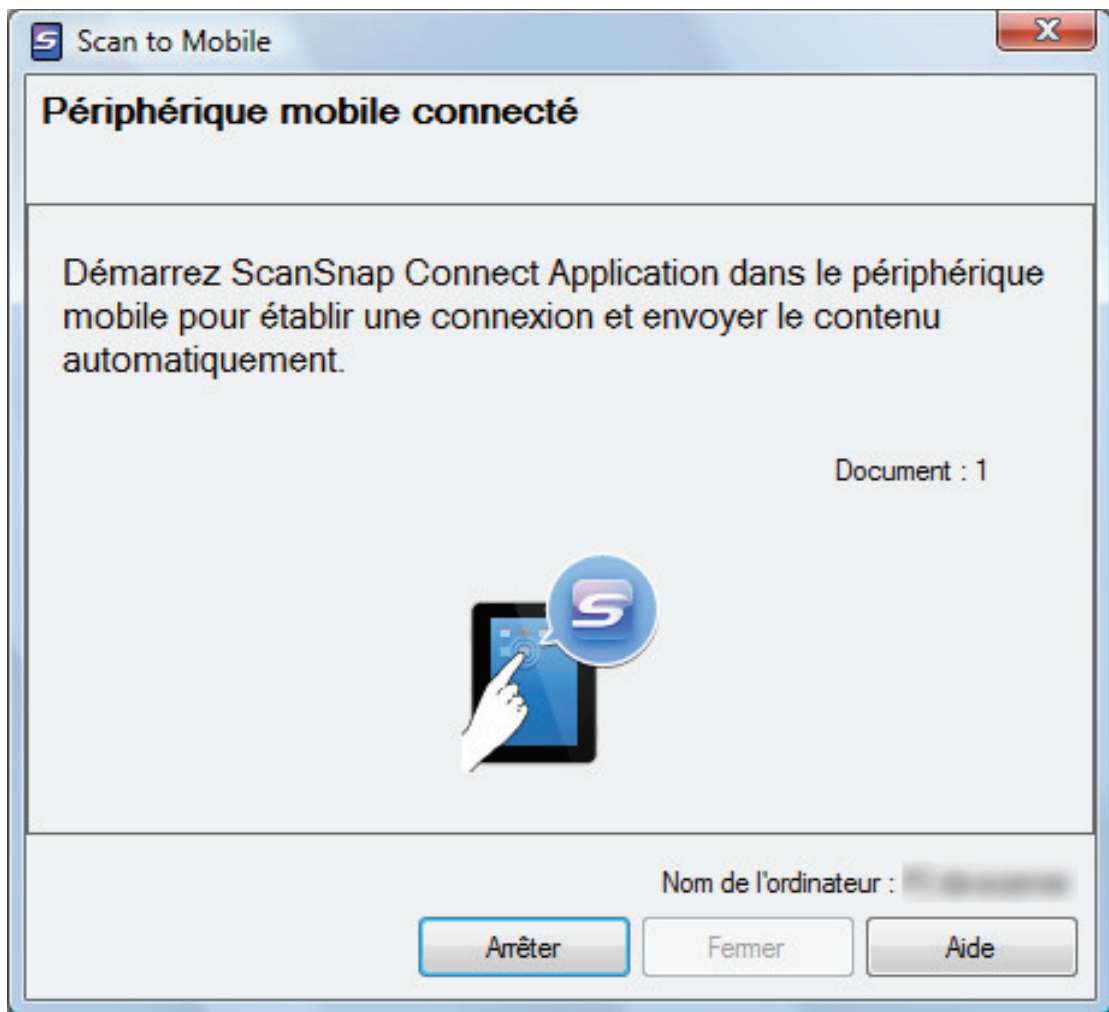 Scan to Mobile
Périphérique mobile connecté
Démarrez ScanSnap Connect Application dans le périphérique
mobile pour établir une connexion et envoyer le contenu
automatiquement.
Document : 1
Nom de l'ordinateur :
Arrêter
Fermer
Aide